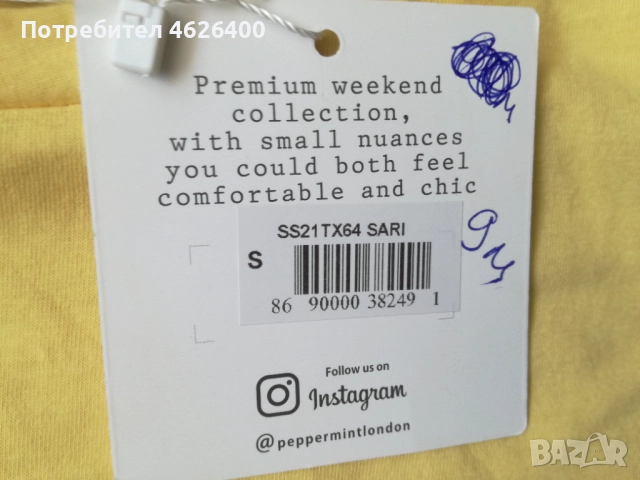 Потребител 4626400
Premium weekend
collection,
with small nuances
you could both feel
comfortable and chic
SS21TX64 SARI
S
86 90000 38249 1
Follow us on
Instagram
@peppermintlondon
BAZAR